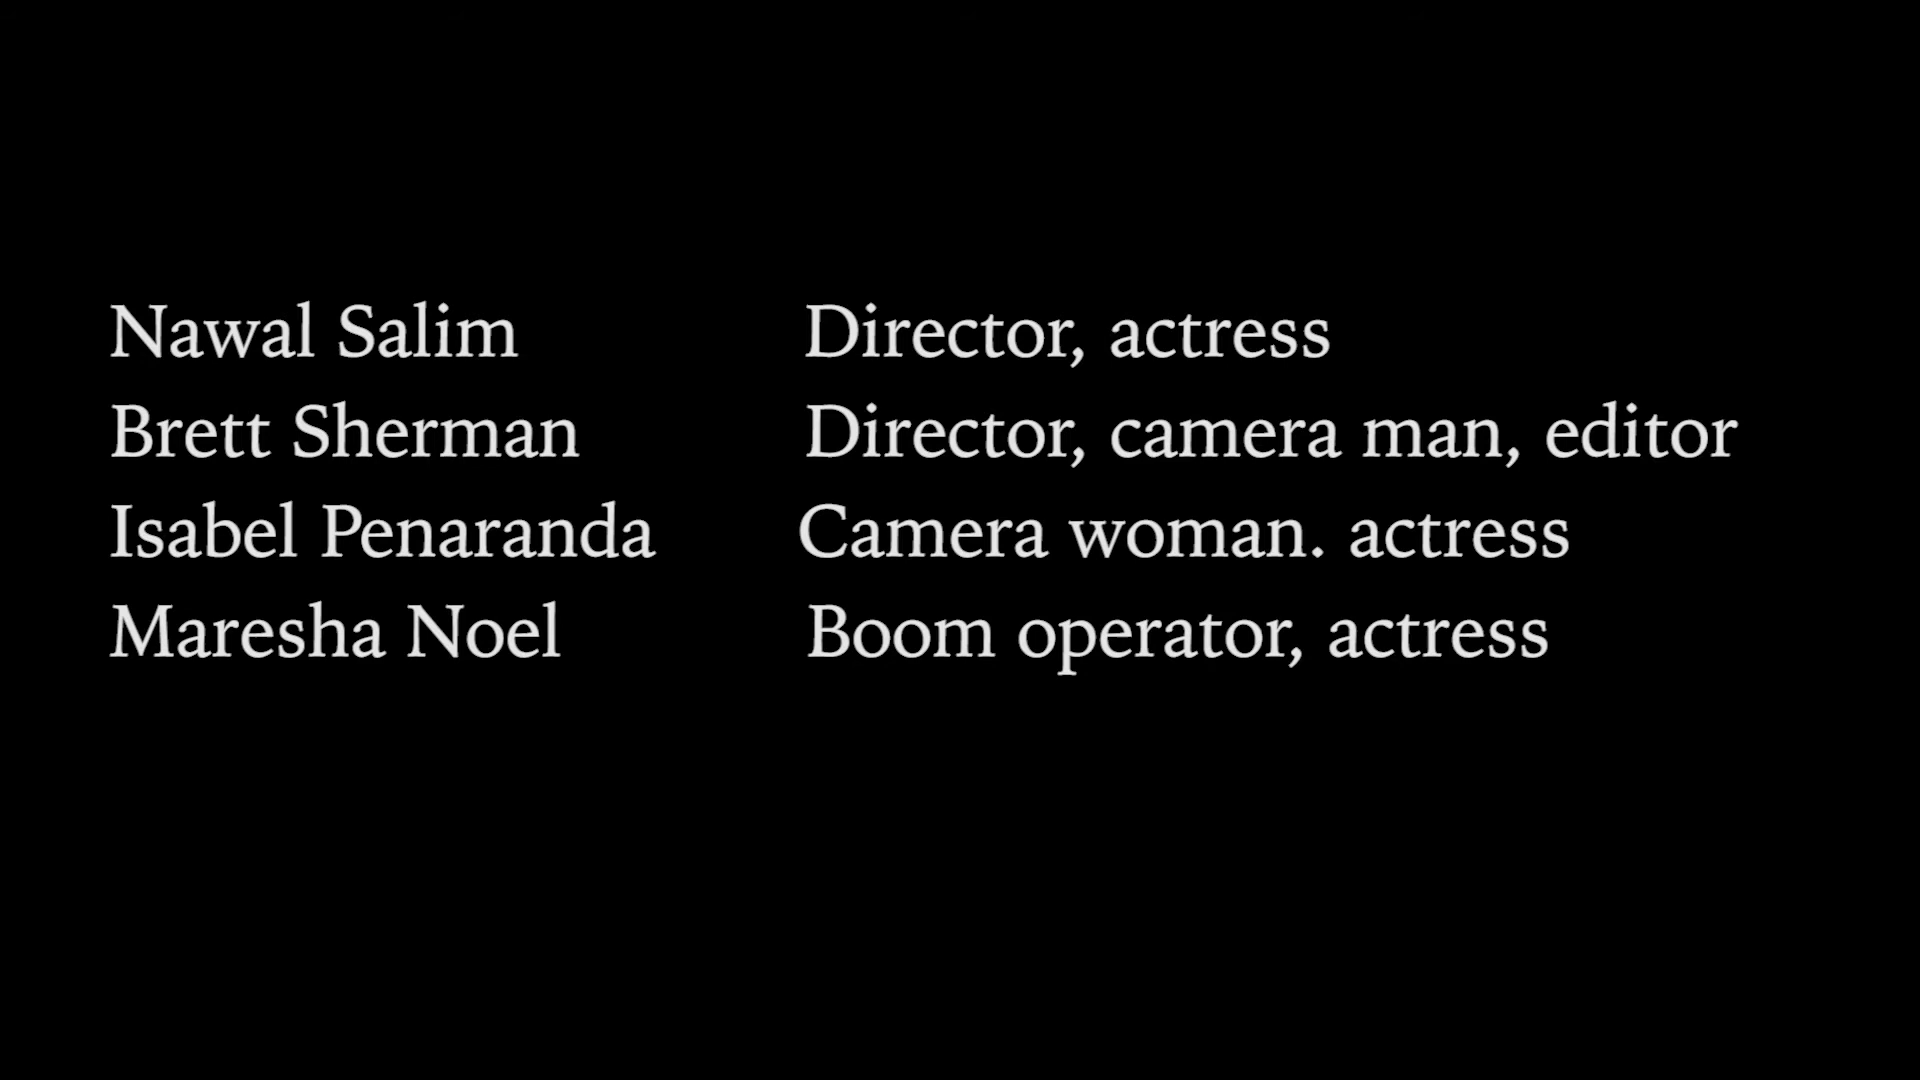 Nawal Salim Director, actress
Brett Sherman Director, camera man, editor
Isabel Penaranda Camera woman. actress
Maresha Noel Boom operator, actress